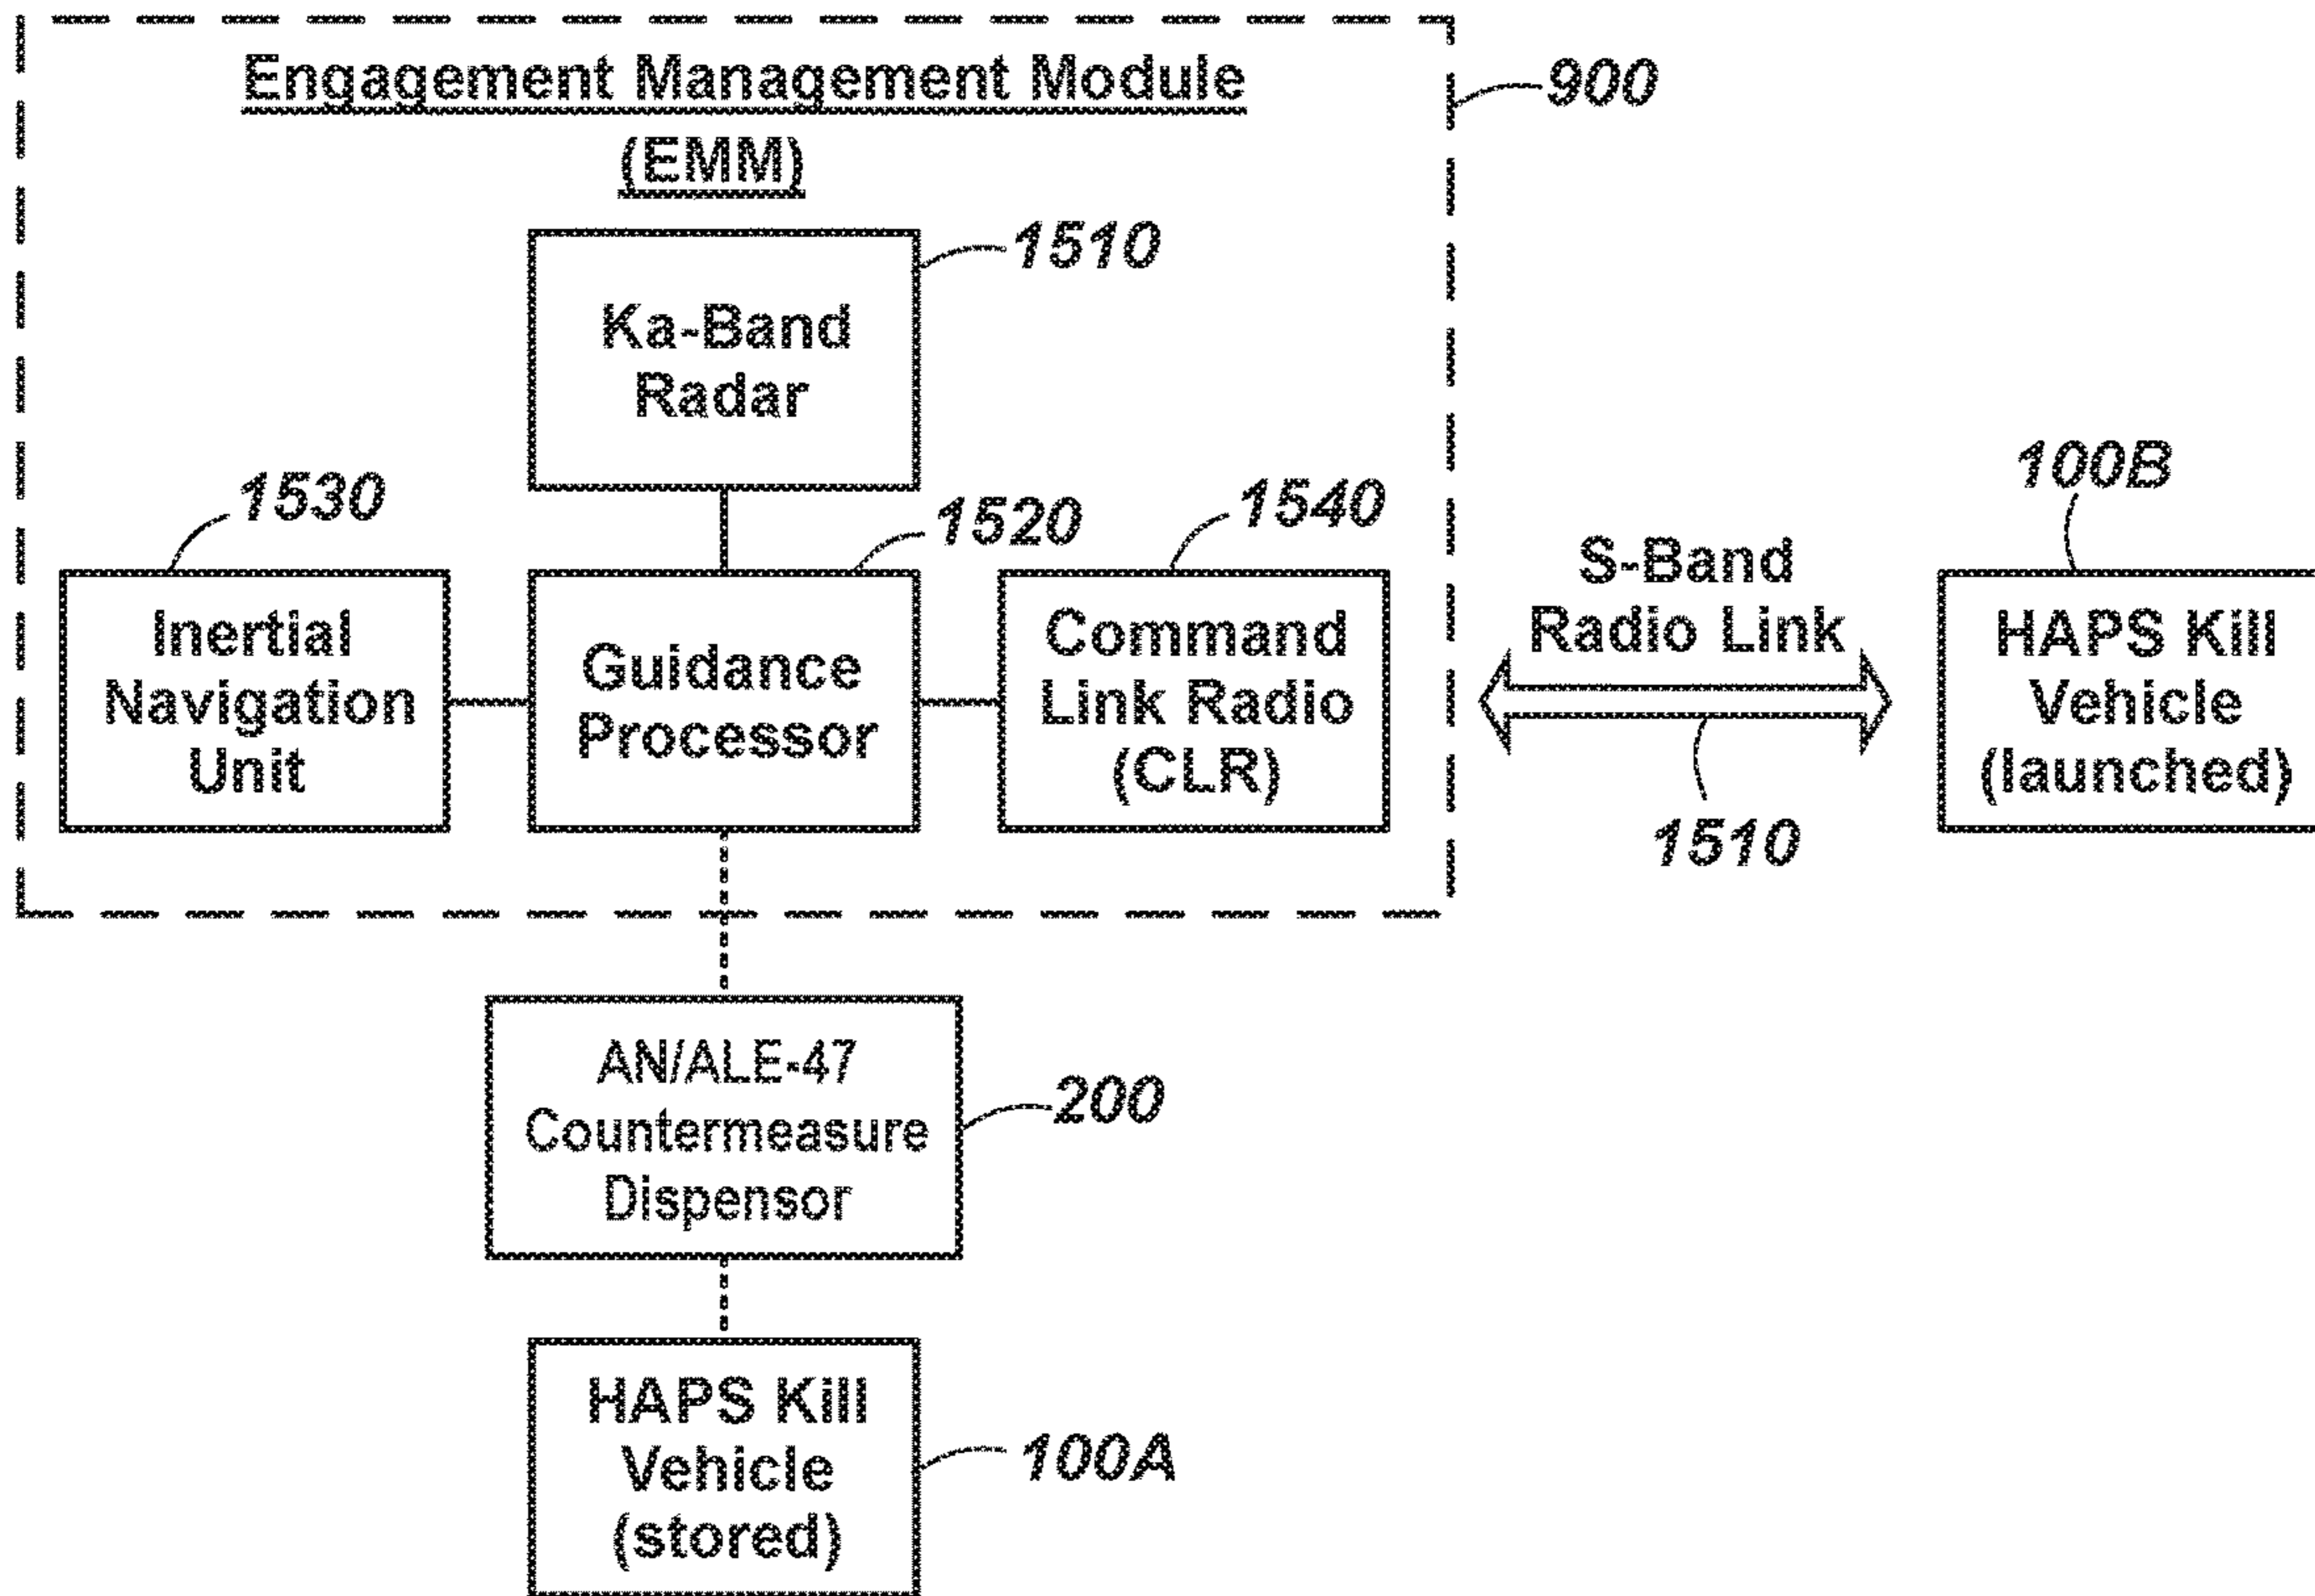 Engagement Management Module
(EMM)
900
1510
Ka-Band
Radar
1530
1520
1540
100B
Inertial
Navigation
Unit
Guidance
Processor
Command
Link Radio
(CLR)
S-Band
Radio Link
1510
HAPS Kill
Vehicle
(launched)
AN/ALE-47
Countermeasure
Dispensor
200
HAPS Kill
Vehicle
(stored)
100A